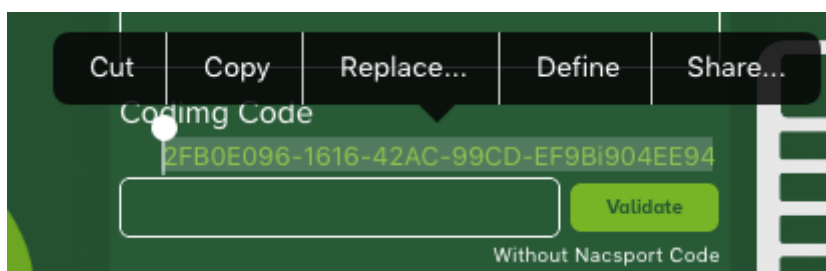 Cut Copy Replace... Define Share...
Codimg Code
2FB0E096-1616-42AC-99CD-EF9Bi904EE94
Validate
Without Nacsport Code